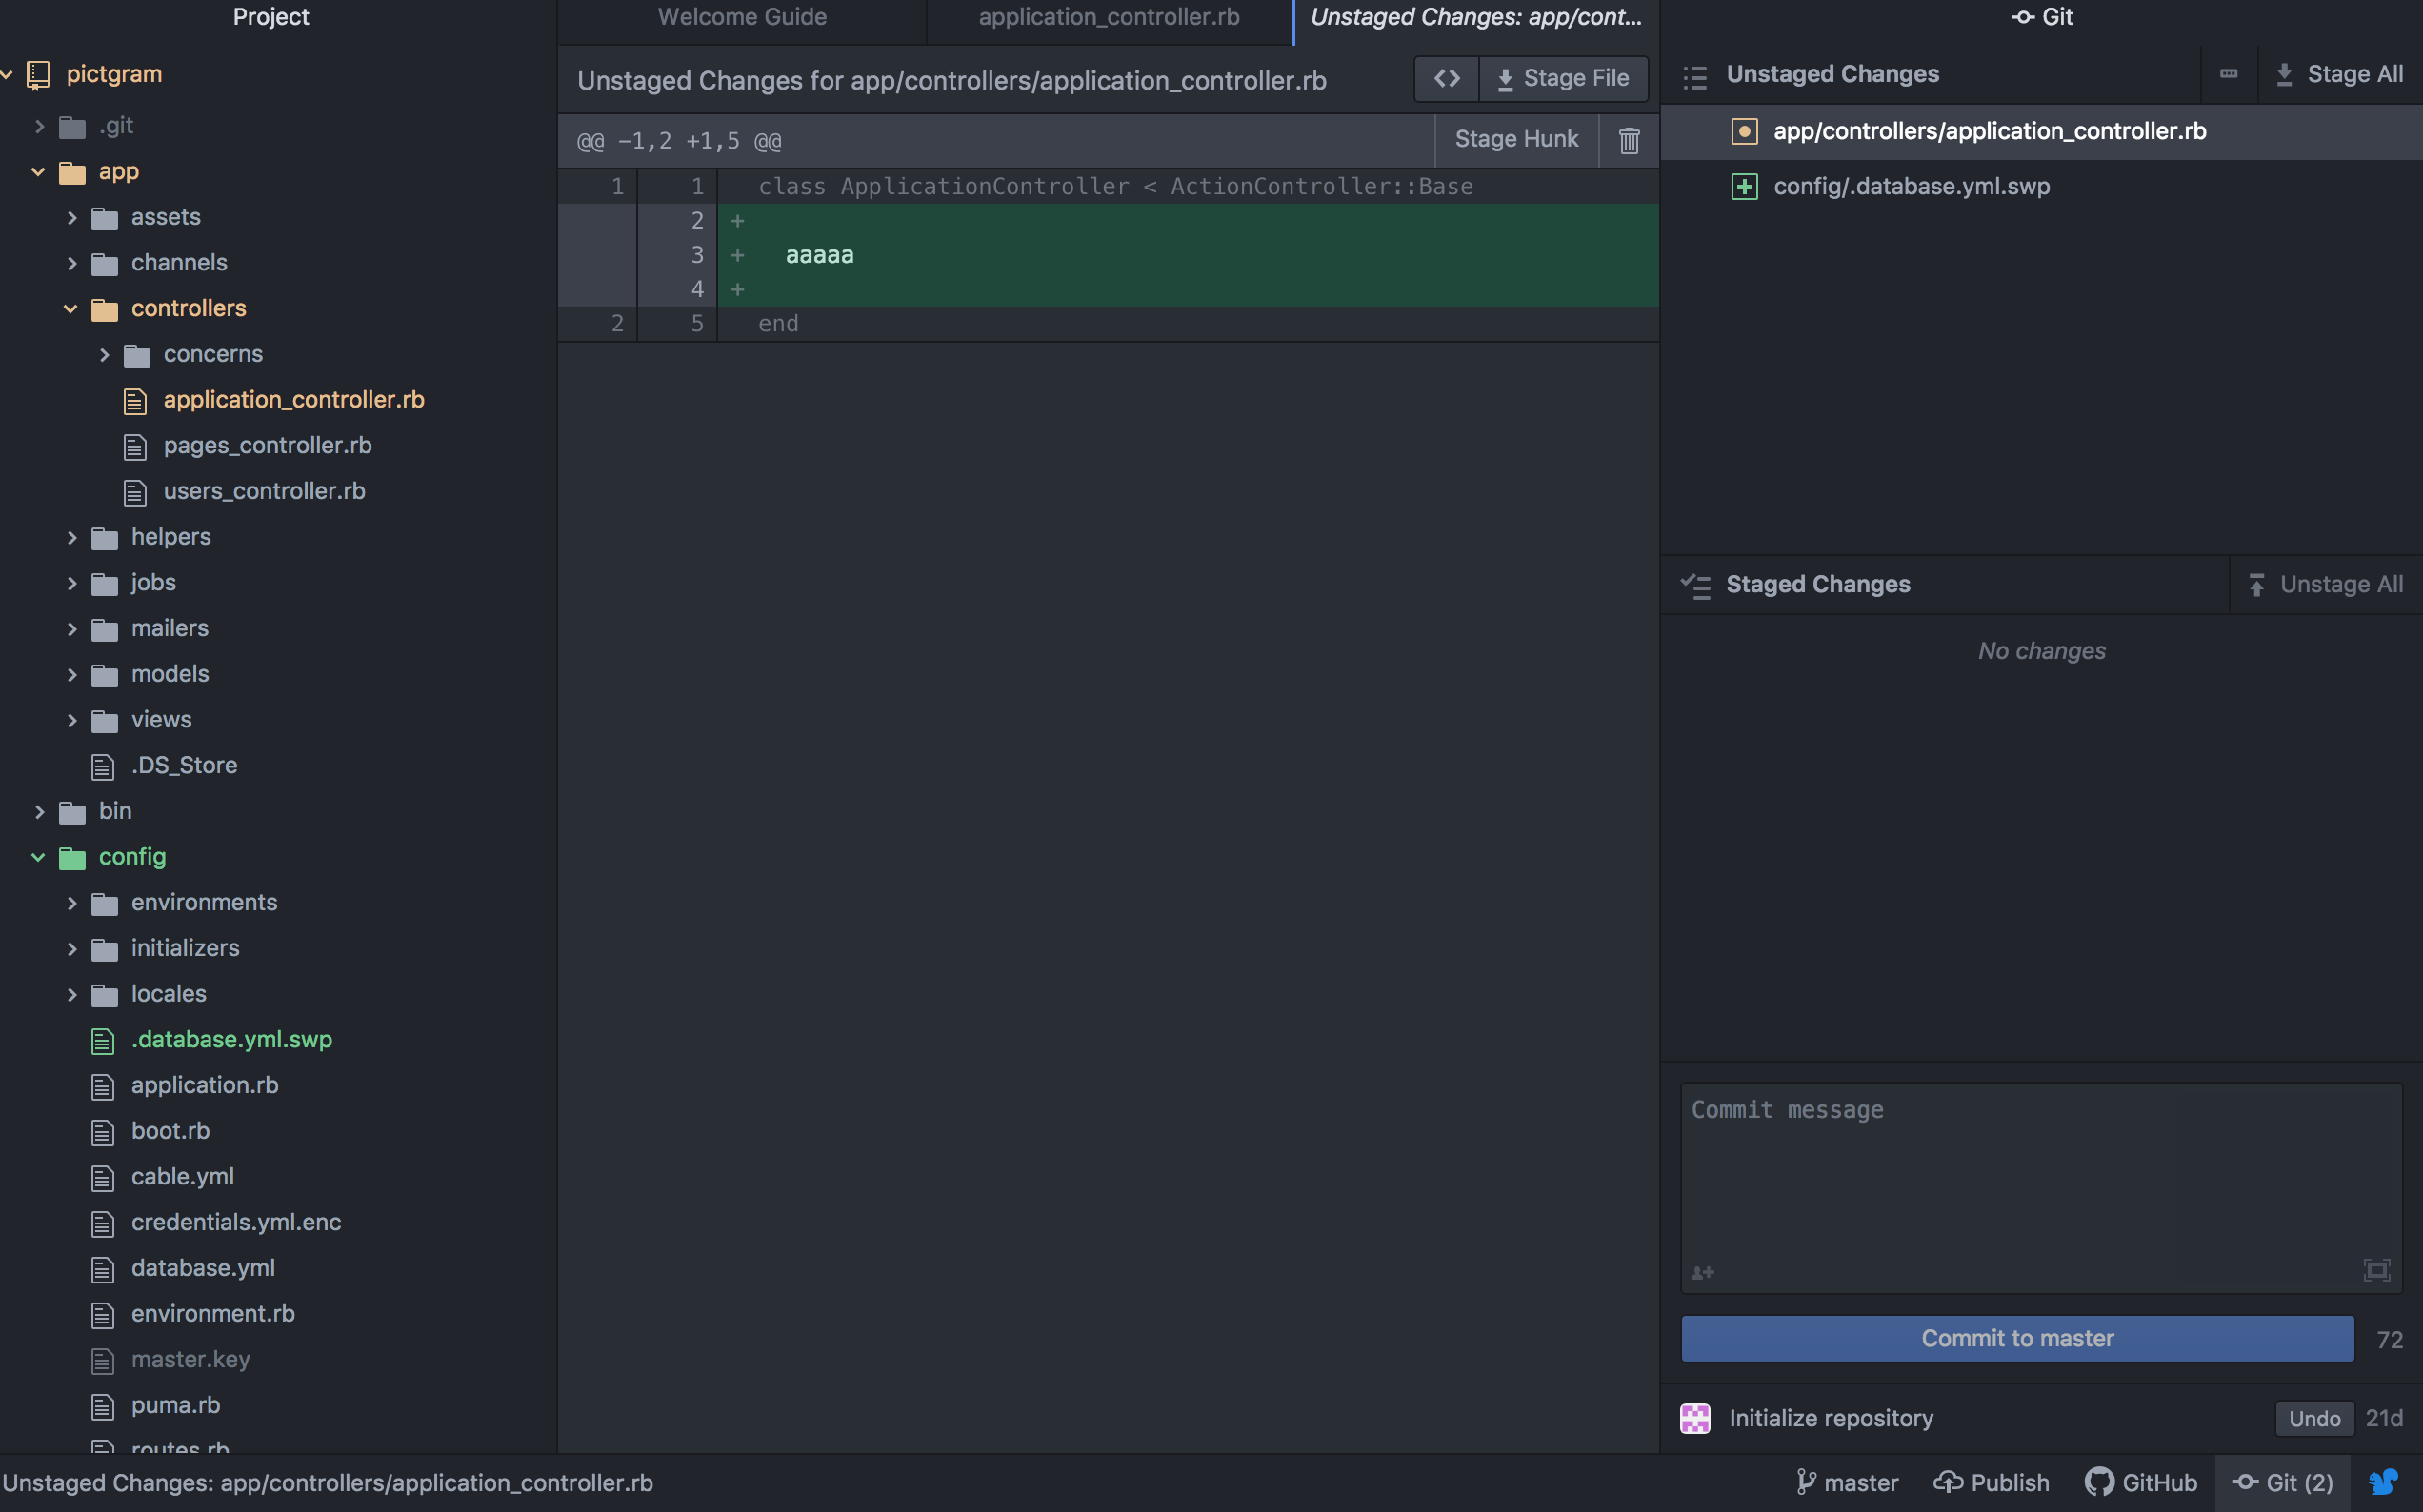 Project
pictgram
.git
app
assets
channels
controllers
concerns
application_controller.rb
pages_controller.rb
users_controller.rb
helpers
jobs
mailers
models
views
.DS_Store
bin
config
environments
initializers
locales
.database.yml.swp
application.rb
boot.rb
cable.yml
credentials.yml.enc
database.yml
environment.rb
master.key
puma.rb
routes.rb
Welcome Guide
application_controller.rb
Unstaged Changes: app/cont...
Unstaged Changes for app/controllers/application_controller.rb
<> Stage File
@@ -1,2 +1,5 @@
Stage Hunk
1 1 class ApplicationController < ActionController::Base
2 +
3 + aaaaa
4 +
2 5 end
Git
Unstaged Changes
Stage All
app/controllers/application_controller.rb
config/.database.yml.swp
Staged Changes
Unstage All
No changes
Commit message
Commit to master
72
Initialize repository
Undo
21d
Unstaged Changes: app/controllers/application_controller.rb
master
Publish
GitHub
Git (2)